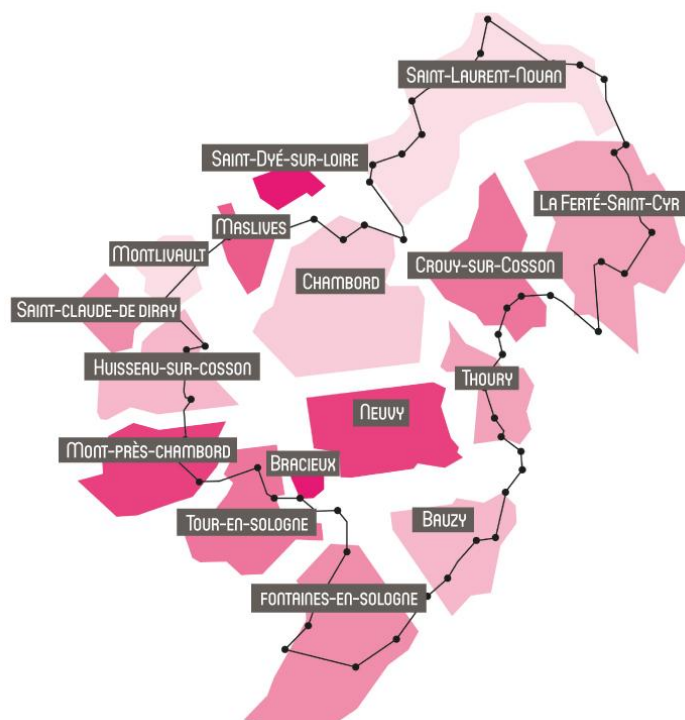 Saint-Laurent-Nouan
Saint-Dyé-sur-loire
La Ferté-Saint-Cyr
Maslives
Montlivault
Crouy-sur-Cosson
Chambord
Saint-Claude-de Diray
Huisseau-sur-cosson
Thoury
Neuvy
Mont-près-chambord
Bracieux
Tour-en-sologne
Bauzy
fontaines-en-sologne